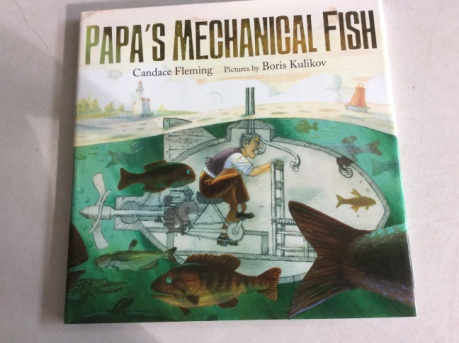 PAPA'S MECHANICAL FISH
Candace Fleming Pictures by Boris Kulikov